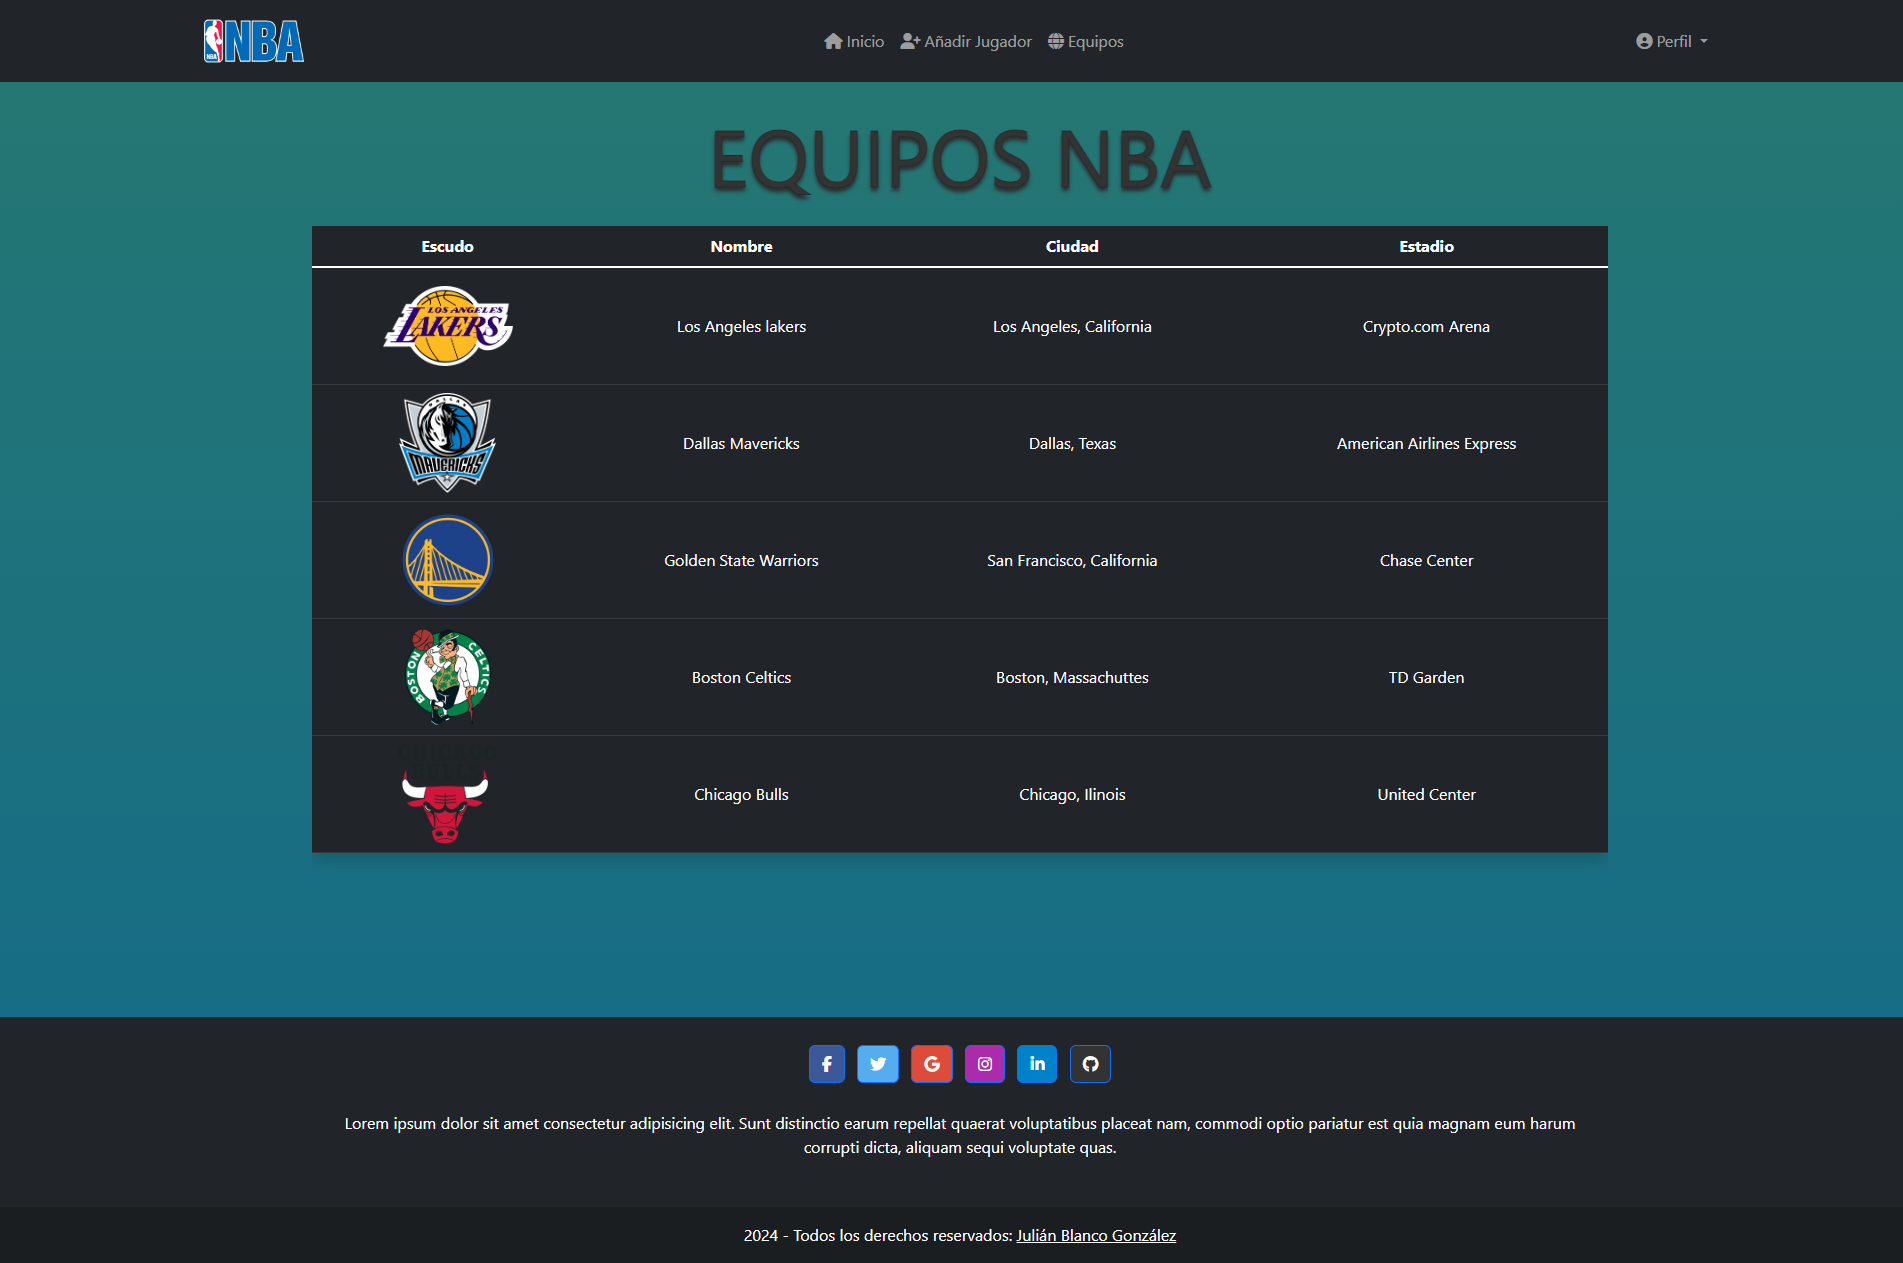 NBA NBA
Inicio Añadir Jugador Equipos Perfil
EQUIPOS NBA
Escudo Nombre Ciudad Estadio
LOS ANGELES
LAKERS
Los Angeles lakers Los Angeles, California Crypto.com Arena
DALLAS
MAVERICKS
Dallas Mavericks Dallas, Texas American Airlines Express
Golden State Warriors San Francisco, California Chase Center
BOSTON CELTICS
Boston Celtics Boston, Massachuttes TD Garden
CHICAGO
BULLS
Chicago Bulls Chicago, Ilinois United Center
Lorem ipsum dolor sit amet consectetur adipisicing elit. Sunt distinctio earum repellat quaerat voluptatibus placeat nam, commodi optio pariatur est quia magnam eum harum
corrupti dicta, aliquam sequi voluptate quas.
2024 - Todos los derechos reservados: Julián Blanco González